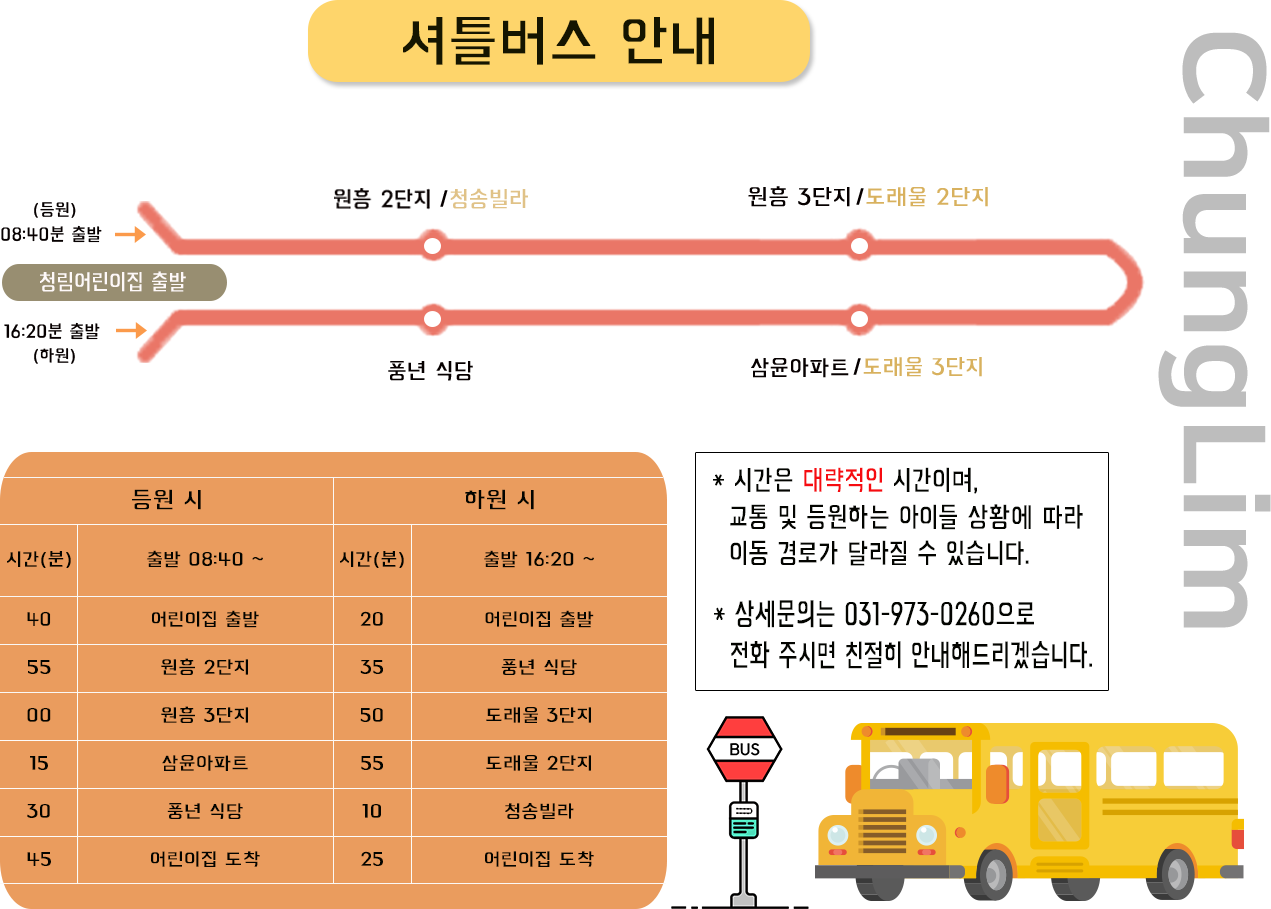 셔틀버스 안내
ChungLim
(등원)
08:40분 출발
원흥 2단지 /청송빌라
원흥 3단지/도래울 2단지
청림어린이집 출발
16:20분 출발
(하원)
풍년 식담
삼윤아파트/도래울 3단지
등원 시 하원 시
시간(분) 출발 08:40 ~ 시간(분) 출발 16:20 ~
40 어린이집 출발 20 어린이집 출발
55 원흥 2단지 35 풍년 식담
00 원흥 3단지 50 도래울 3단지
15 삼윤아파트 55 도래울 2단지
30 풍년 식담 10 청송빌라
45 어린이집 도착 25 어린이집 도착
* 시간은 대략적인 시간이며,
교통 및 등원하는 아이들 상황에 따라
이동 경로가 달라질 수 있습니다.
* 상세문의는 031-973-0260으로
전화 주시면 친절히 안내해드리겠습니다.
BUS